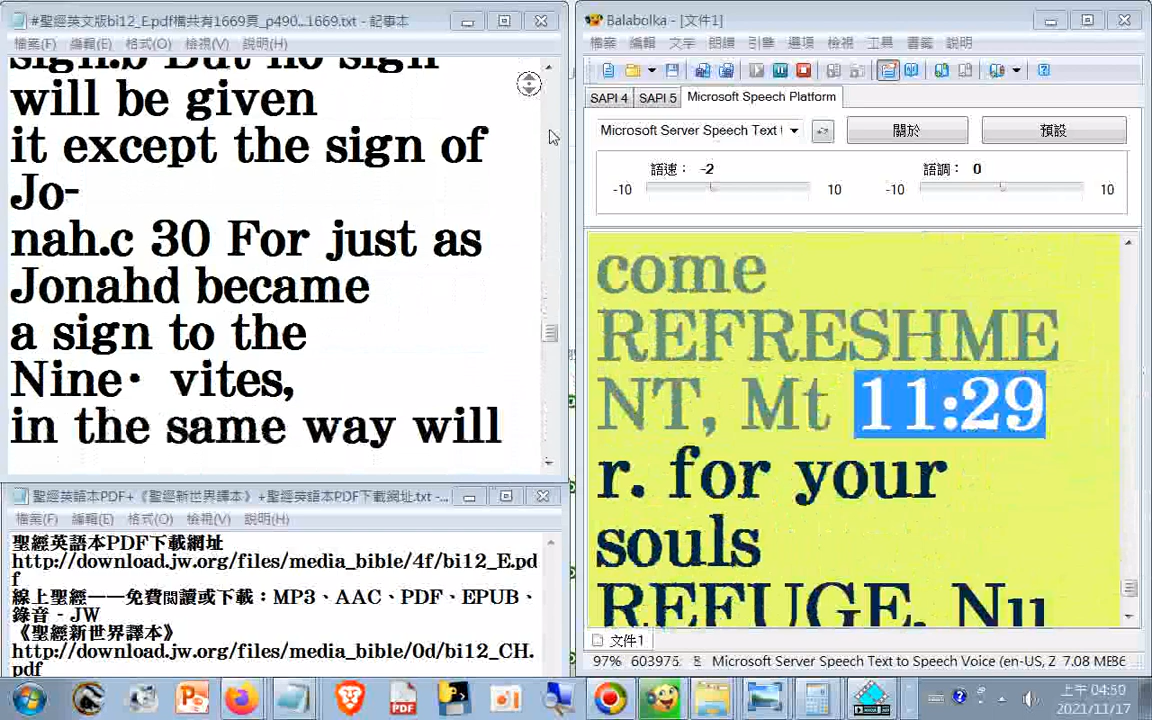 #聖經英文版bi12_E.pdf檔共有1669頁_p490...1669.txt - 記事本
檔案(F) 編輯(E) 格式(O) 檢視(V) 說明(H)
sign.b But no sign
will be given
it except the sign of
Jo-
nah.c 30 For just as
Jonahd became
a sign to the
Nine· vites,
in the same way will
聖經英語本PDF+《聖經新世界譯本》+聖經英語本PDF下載網址.txt - ...
檔案(F) 編輯(E) 格式(O) 檢視(V) 說明(H)
聖經英語本PDF下載網址
http://download.jw.org/files/media_bible/4f/bi12_E.pd
f
線上聖經——免費閱讀或下載：MP3、AAC、PDF、EPUB、
錄音 - JW
《聖經新世界譯本》
http://download.jw.org/files/media_bible/0d/bi12_CH.
pdf
Balabolka - [文件1]
檔案 編輯 文字 朗讀 引擎 選項 檢視 工具 書籤 說明
SAPI 4 SAPI 5 Microsoft Speech Platform
Microsoft Server Speech Text 關於 預設
語速： -2 語調： 0
-10 10 -10 10
come
REFRESHME
NT, Mt 11:29
r. for your
souls
REFUGE, Nu
文件1
97% 603975 Microsoft Server Speech Text to Speech Voice (en-US, Z 7.08 MB
上午 04:50
2021/11/17